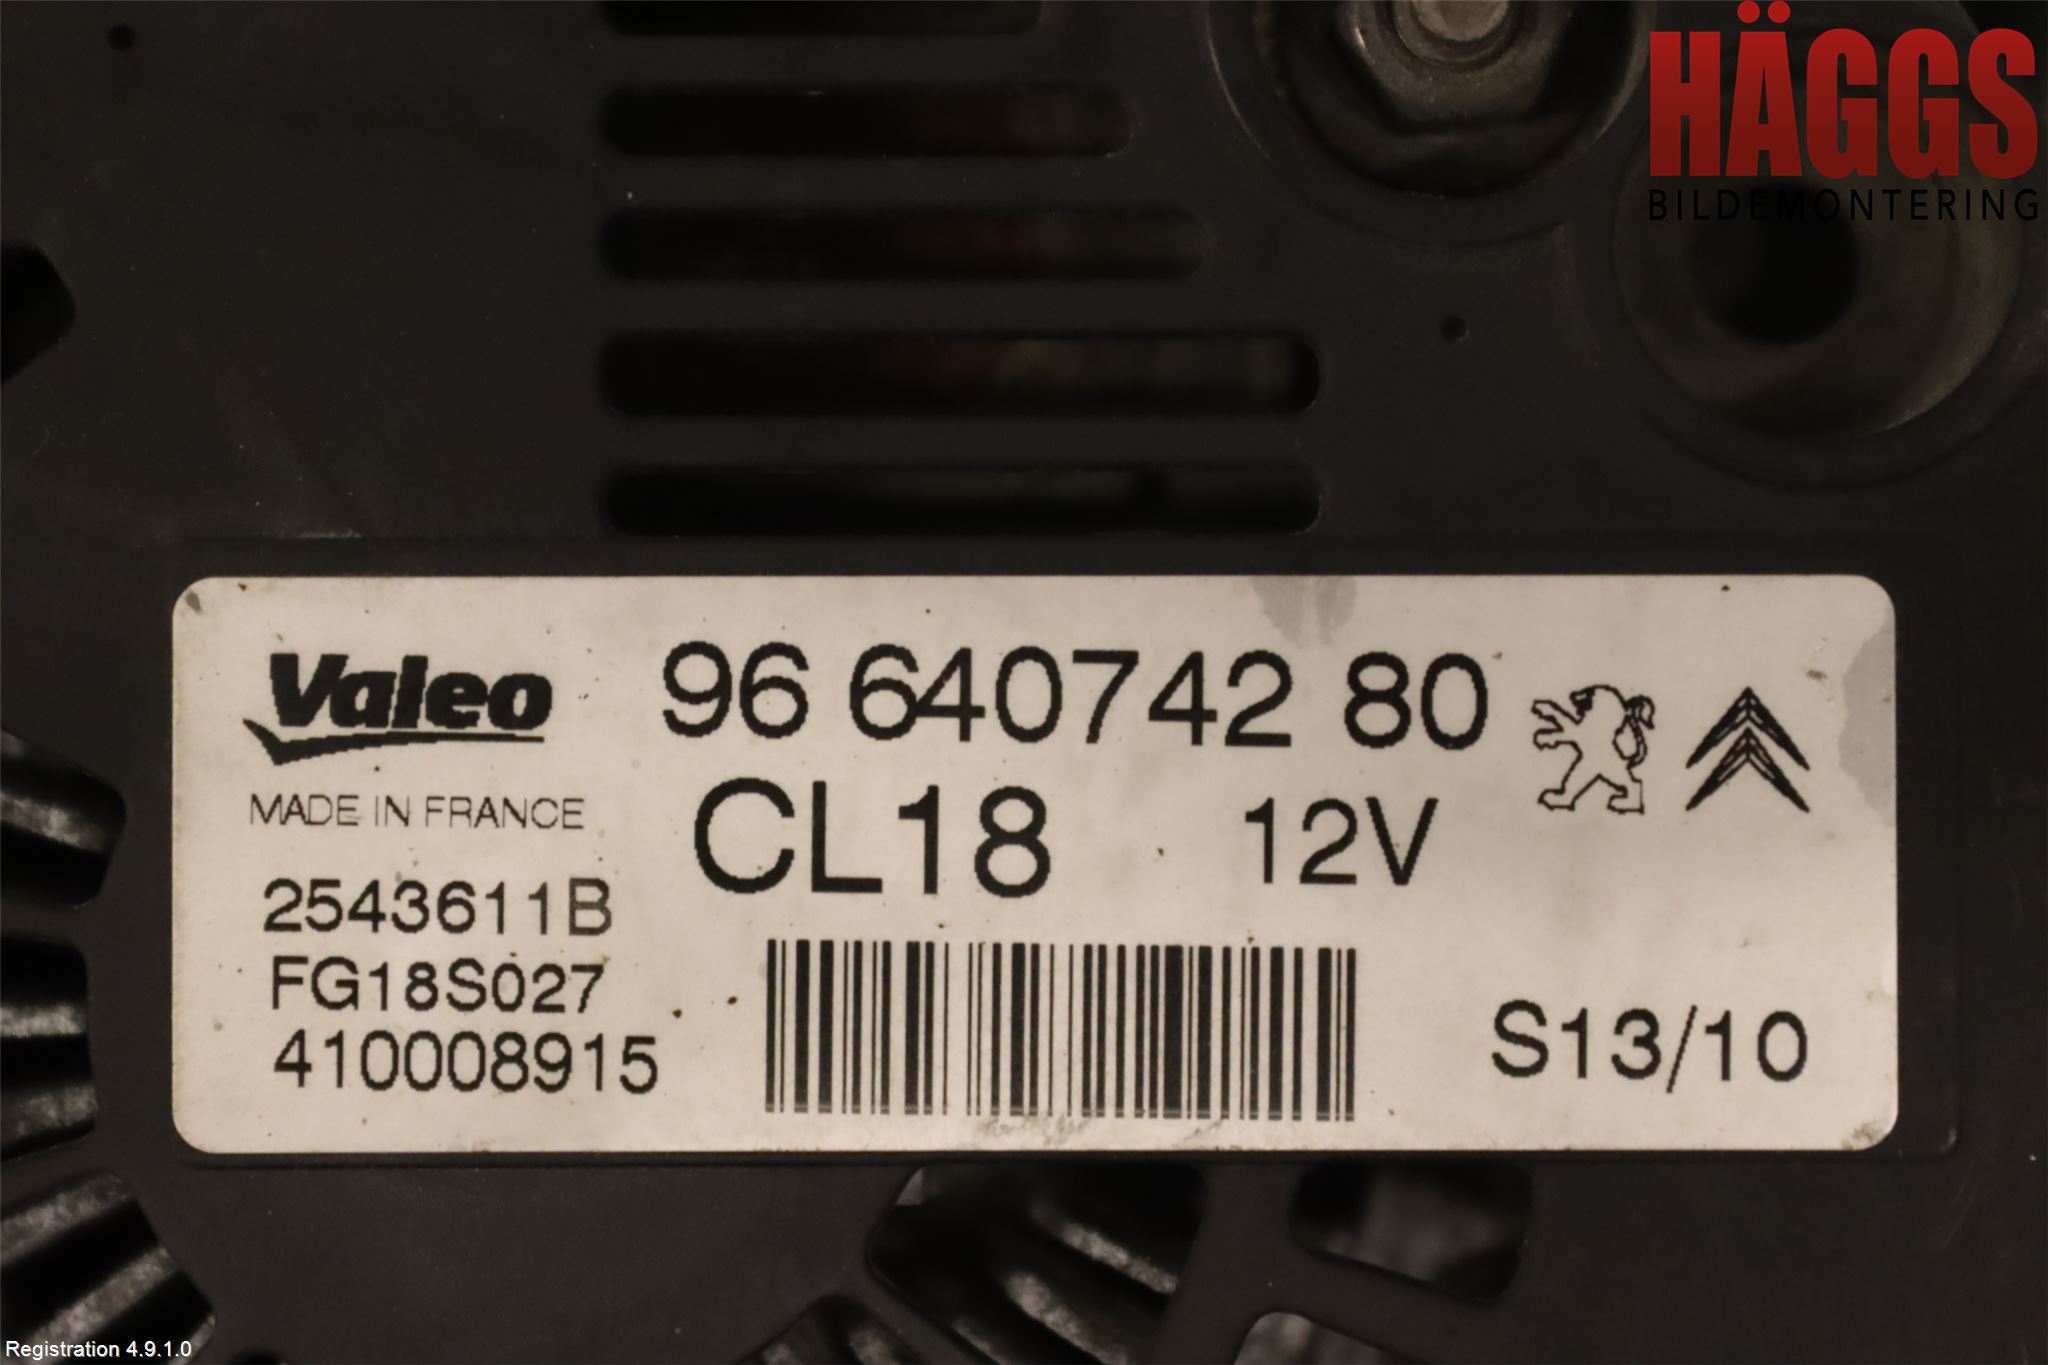 HÄGGS
BILDEMONTERING
Valeo
96 640742 80
MADE IN FRANCE
CL18 12V
2543611B
FG18S027
410008915
S13/10
Registration 4.9.1.0